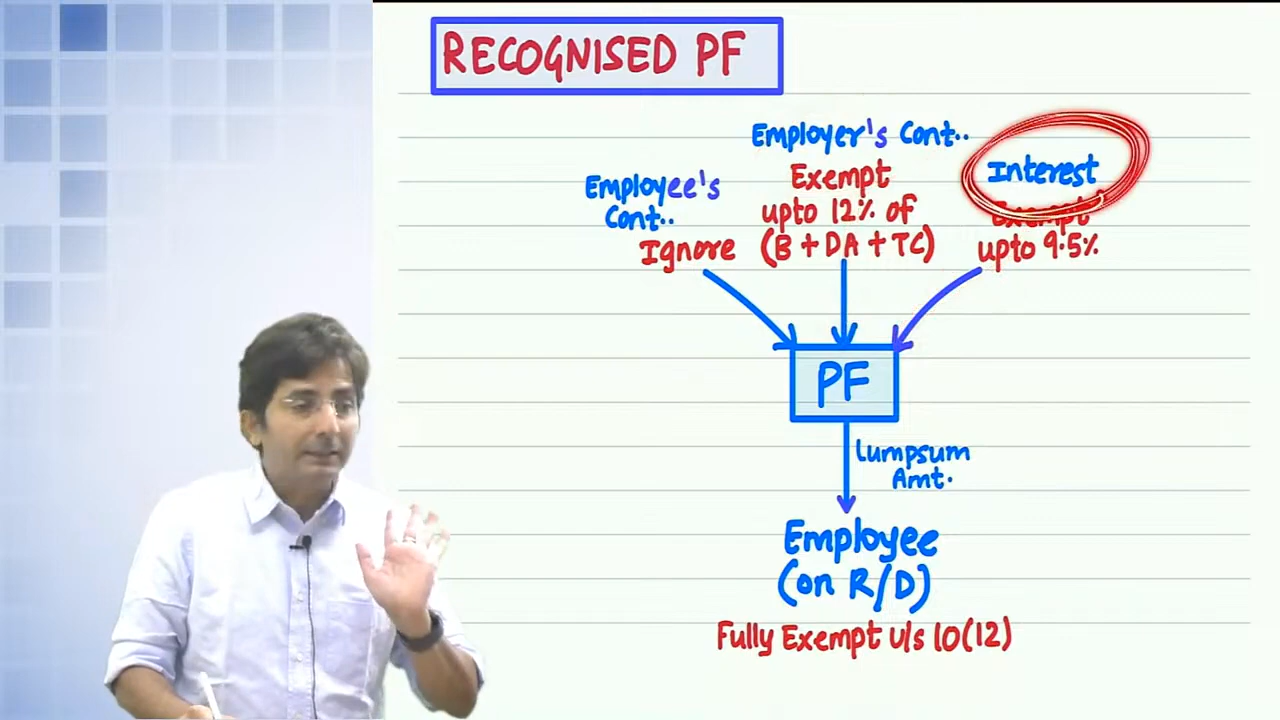 RECOGNISED PF
Employee's
Cont..
Ignore
Employer's Cont..
Exempt
upto 12% of
(B + DA + TC)
Interest
Exempt
upto 9.5%
PF
Lumpsum
Amt.
Employee
(on R/D)
Fully Exempt u/s 10(12)